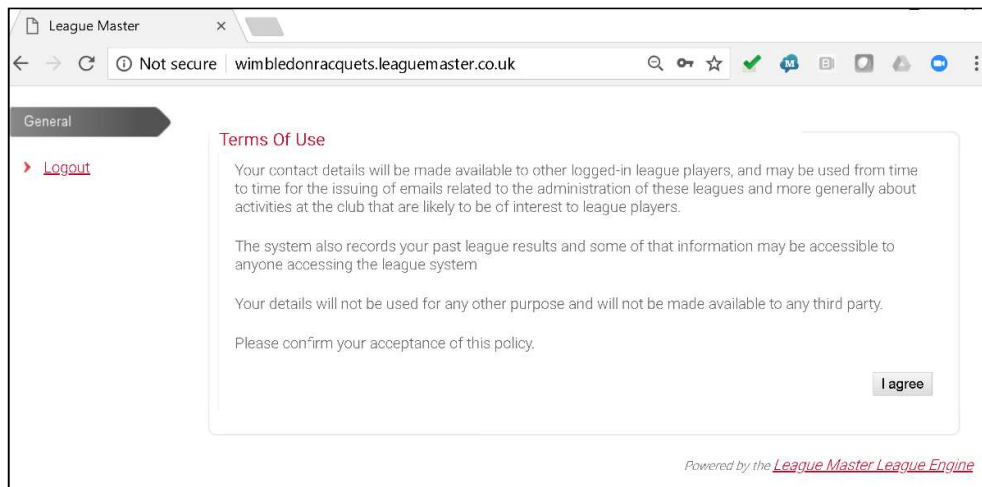 League Master
Not secure wimbledonracquets.leaguemaster.co.uk
General
Logout
Terms Of Use
Your contact details will be made available to other logged-in league players, and may be used from time
to time for the issuing of emails related to the administration of these leagues and more generally about
activities at the club that are likely to be of interest to league players.
The system also records your past league results and some of that information may be accessible to
anyone accessing the league system
Your details will not be used for any other purpose and will not be made available to any third party.
Please confirm your acceptance of this policy.
I agree
Powered by the League Master League Engine